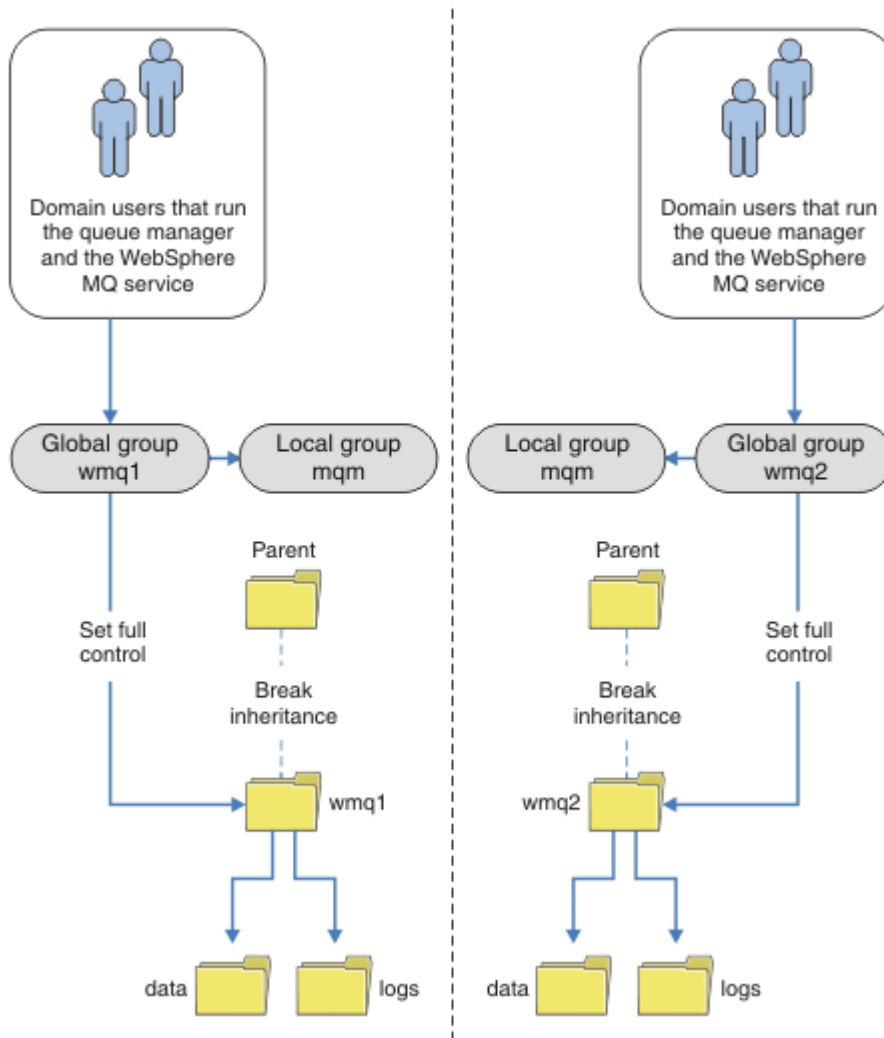 Domain users that run
the queue manager
and the WebSphere
MQ service
Global group
wmq1
Local group
mqm
Parent
Set full
control
Break
inheritance
wmq1
data
logs
Domain users that run
the queue manager
and the WebSphere
MQ service
Local group
mqm
Global group
wmq2
Parent
Set full
control
Break
inheritance
wmq2
data
logs